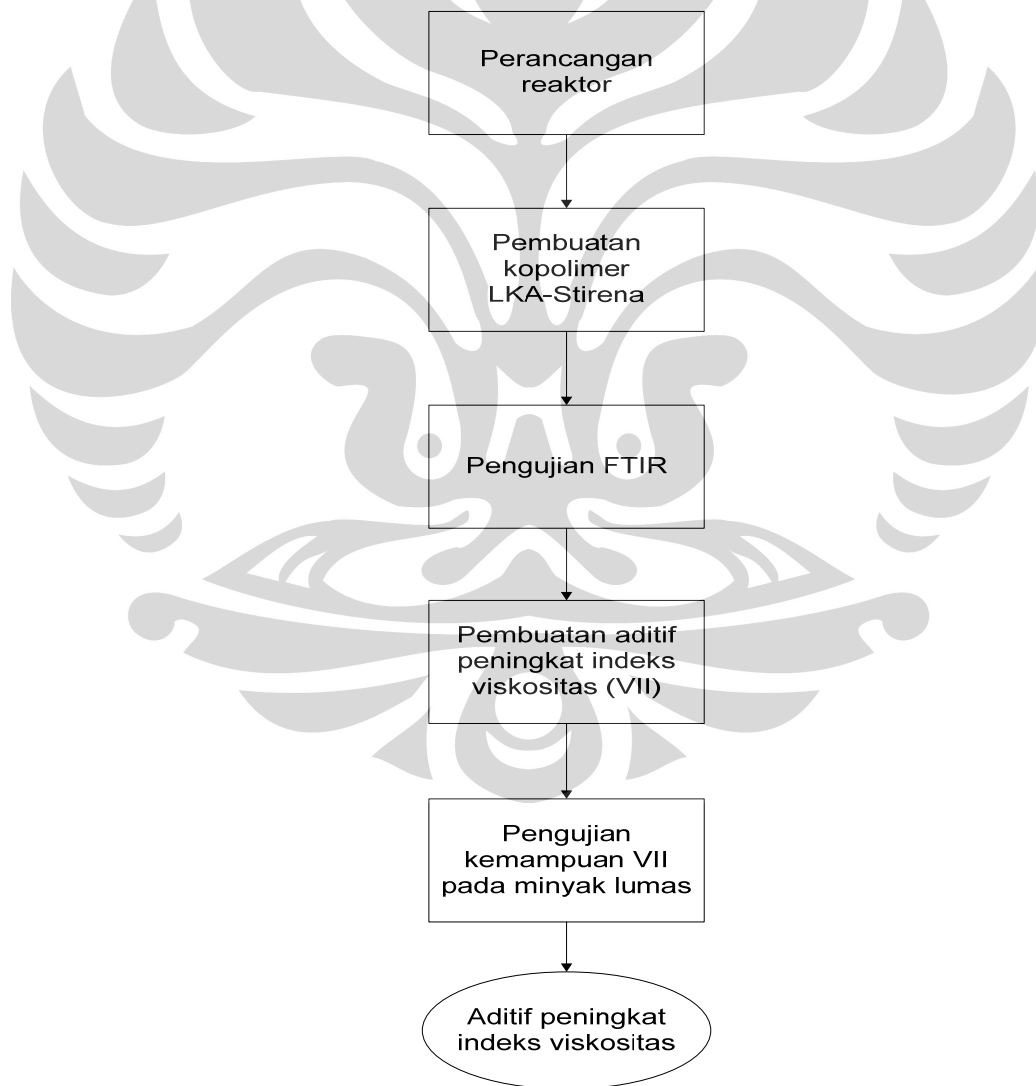 Perancangan
reaktor
Pembuatan
kopolimer
LKA-Stirena
Pengujian FTIR
Pembuatan aditif
peningkat indeks
viskositas (VII)
Pengujian
kemampuan VII
pada minyak lumas
Aditif peningkat
indeks viskositas